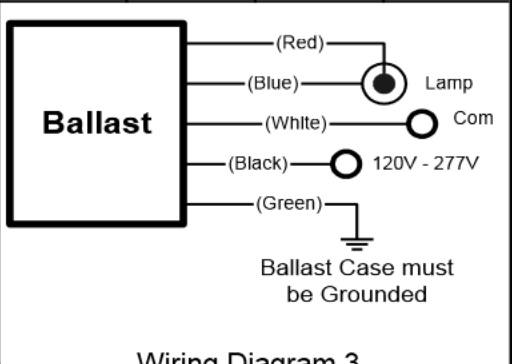 (Red)
(Blue)
Lamp
Ballast
(White)
Com
(Black)
120V - 277V
(Green)
Ballast Case must
be Grounded
Wiring Diagram 3